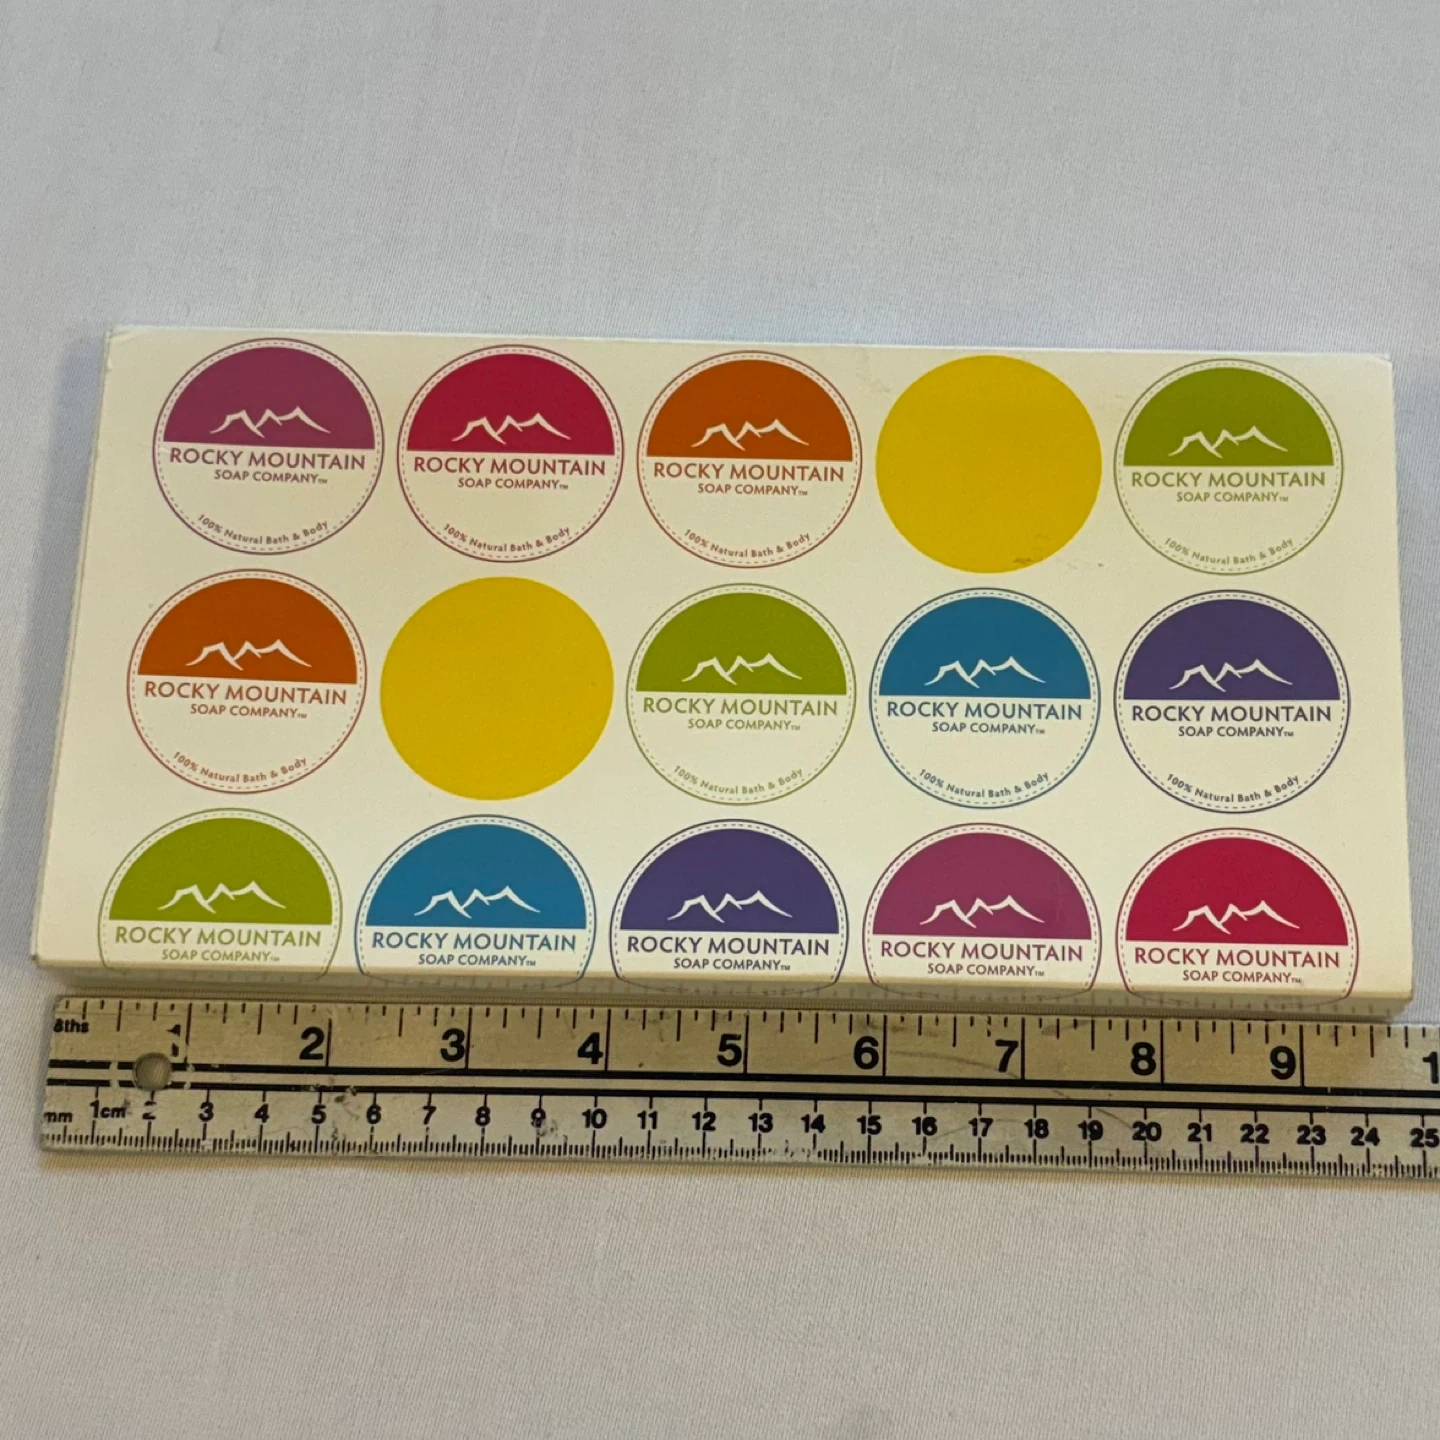 ROCKY MOUNTAIN
SOAP COMPANY™
100% Natural Bath & Body
ROCKY MOUNTAIN
SOAP COMPANY™
100% Natural Bath & Body
ROCKY MOUNTAIN
SOAP COMPANY™
100% Natural Bath & Body
ROCKY MOUNTAIN
SOAP COMPANY™
100% Natural Bath & Body
ROCKY MOUNTAIN
SOAP COMPANY™
100% Natural Bath & Body
ROCKY MOUNTAIN
SOAP COMPANY™
100% Natural Bath & Body
ROCKY MOUNTAIN
SOAP COMPANY™
100% Natural Bath & Body
ROCKY MOUNTAIN
SOAP COMPANY™
100% Natural Bath & Body
ROCKY MOUNTAIN
SOAP COMPANY™
ROCKY MOUNTAIN
SOAP COMPANY™
ROCKY MOUNTAIN
SOAP COMPANY™
ROCKY MOUNTAIN
SOAP COMPANY™
ROCKY MOUNTAIN
SOAP COMPANY™
8ths 1 2 3 4 5 6 7 8 9 1
mm 1cm 2 3 4 5 6 7 8 9 10 11 12 13 14 15 16 17 18 19 20 21 22 23 24 25